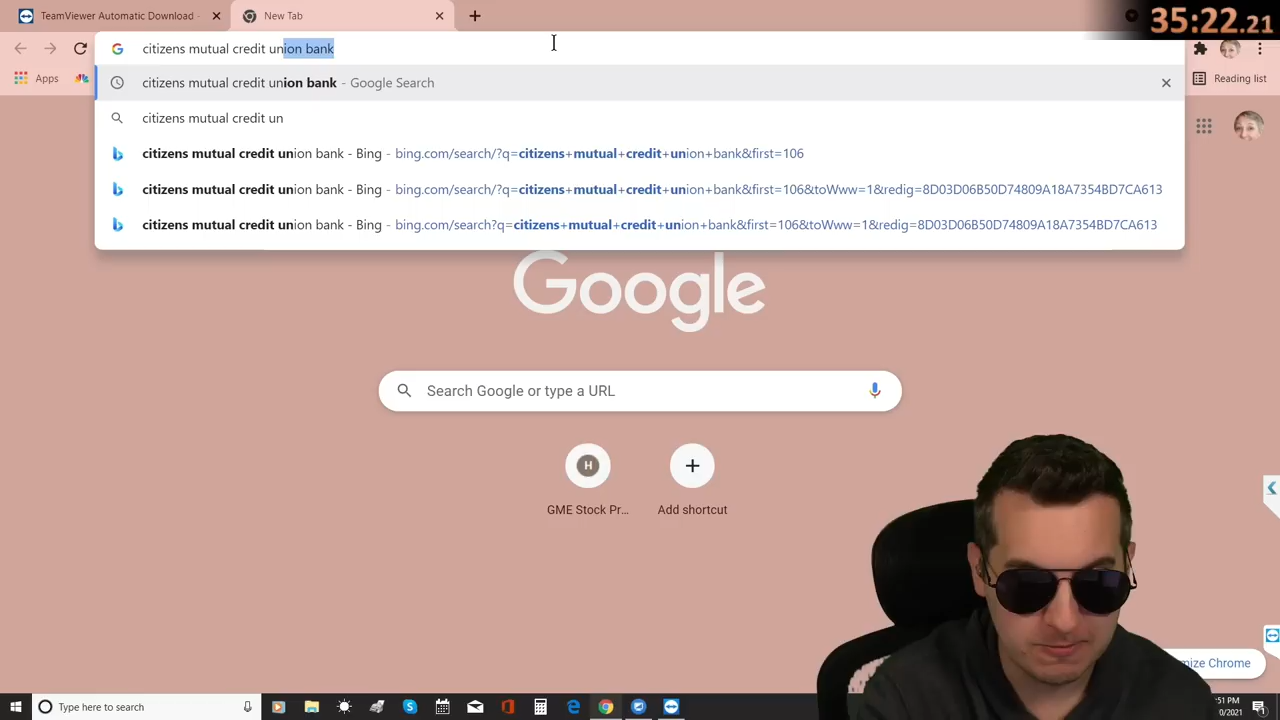 TeamViewer Automatic Download -
New Tab
35:22.21
citizens mutual credit union bank
Apps
Reading list
citizens mutual credit union bank - Google Search
citizens mutual credit un
citizens mutual credit union bank - Bing - bing.com/search/?q=citizens+mutual+credit+union+bank&first=106
citizens mutual credit union bank - Bing - bing.com/search/?q=citizens+mutual+credit+union+bank&first=106&toWww=1&redig=8D03D06B50D74809A18A7354BD7CA613
citizens mutual credit union bank - Bing - bing.com/search?q=citizens+mutual+credit+union+bank&first=106&toWww=1&redig=8D03D06B50D74809A18A7354BD7CA613
Google
Search Google or type a URL
H
GME Stock Pr...
Add shortcut
mize Chrome
Type here to search
:51 PM
0/2021